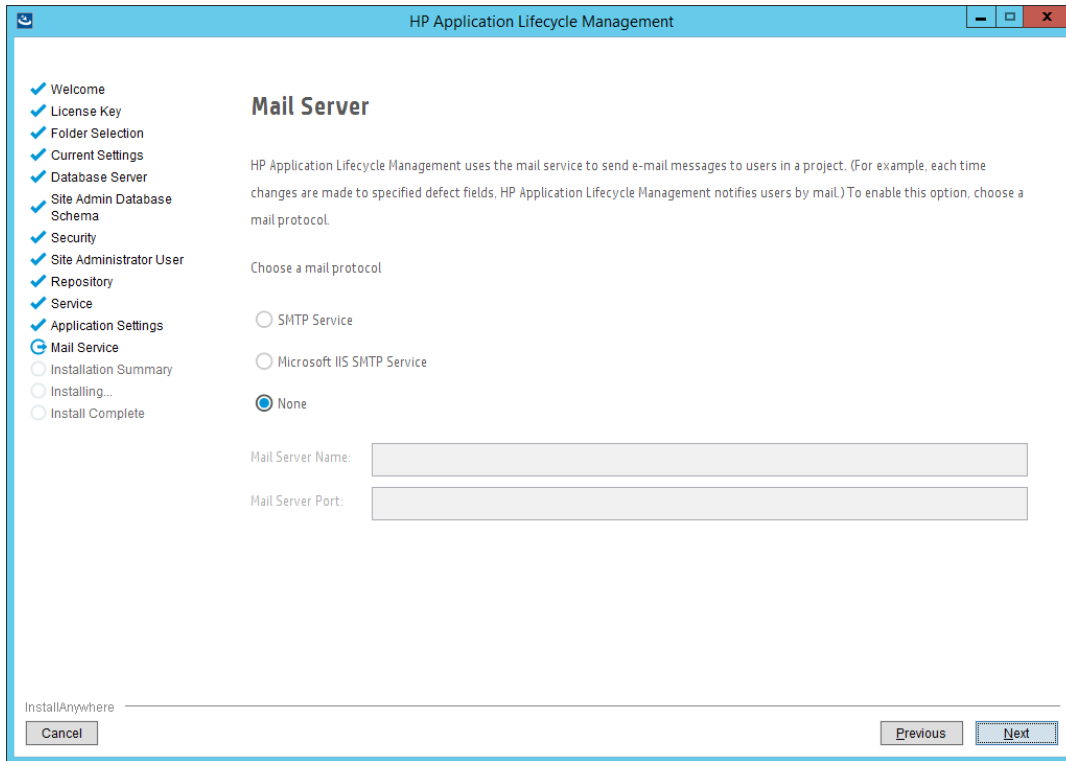 HP Application Lifecycle Management
Welcome
License Key
Folder Selection
Current Settings
Database Server
Site Admin Database
Schema
Security
Site Administrator User
Repository
Service
Application Settings
Mail Service
Installation Summary
Installing...
Install Complete
Mail Server
HP Application Lifecycle Management uses the mail service to send e-mail messages to users in a project. (For example, each time
changes are made to specified defect fields, HP Application Lifecycle Management notifies users by mail.) To enable this option, choose a
mail protocol.
Choose a mail protocol
SMTP Service
Microsoft IIS SMTP Service
None
Mail Server Name:
Mail Server Port:
InstallAnywhere
Cancel
Previous
Next